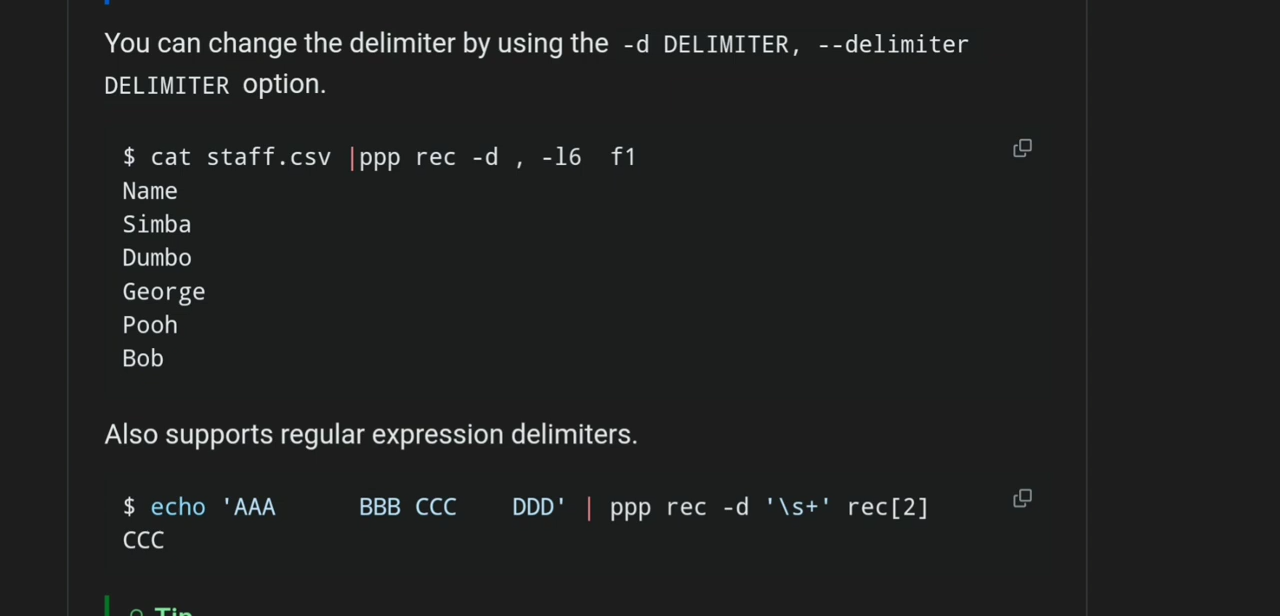 You can change the delimiter by using the -d DELIMITER, --delimiter
DELIMITER option.
$ cat staff.csv |ppp rec -d , -l6  f1
Name
Simba
Dumbo
George
Pooh
Bob
Also supports regular expression delimiters.
$ echo 'AAA      BBB CCC    DDD' | ppp rec -d '\s+' rec[2]
CCC
Tip